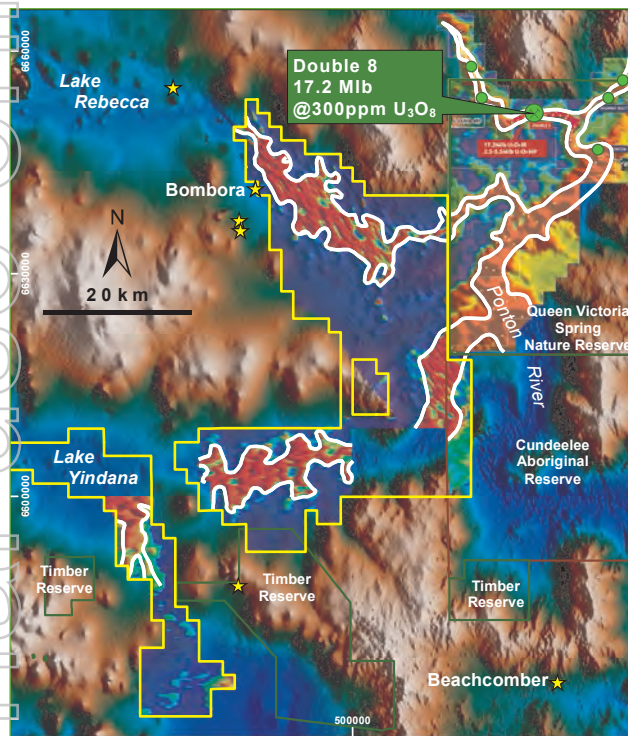 6660000
Lake
Rebecca
Double 8
17.2 Mlb
@300ppm U₃O₈
Bombora
N
20 km
6630000
Ponton
River
Queen Victoria
Spring
Nature Reserve
Lake
Yindana
Cundeelee
Aboriginal
Reserve
6600000
Timber
Reserve
Timber
Reserve
Timber
Reserve
Beachcomber
500000